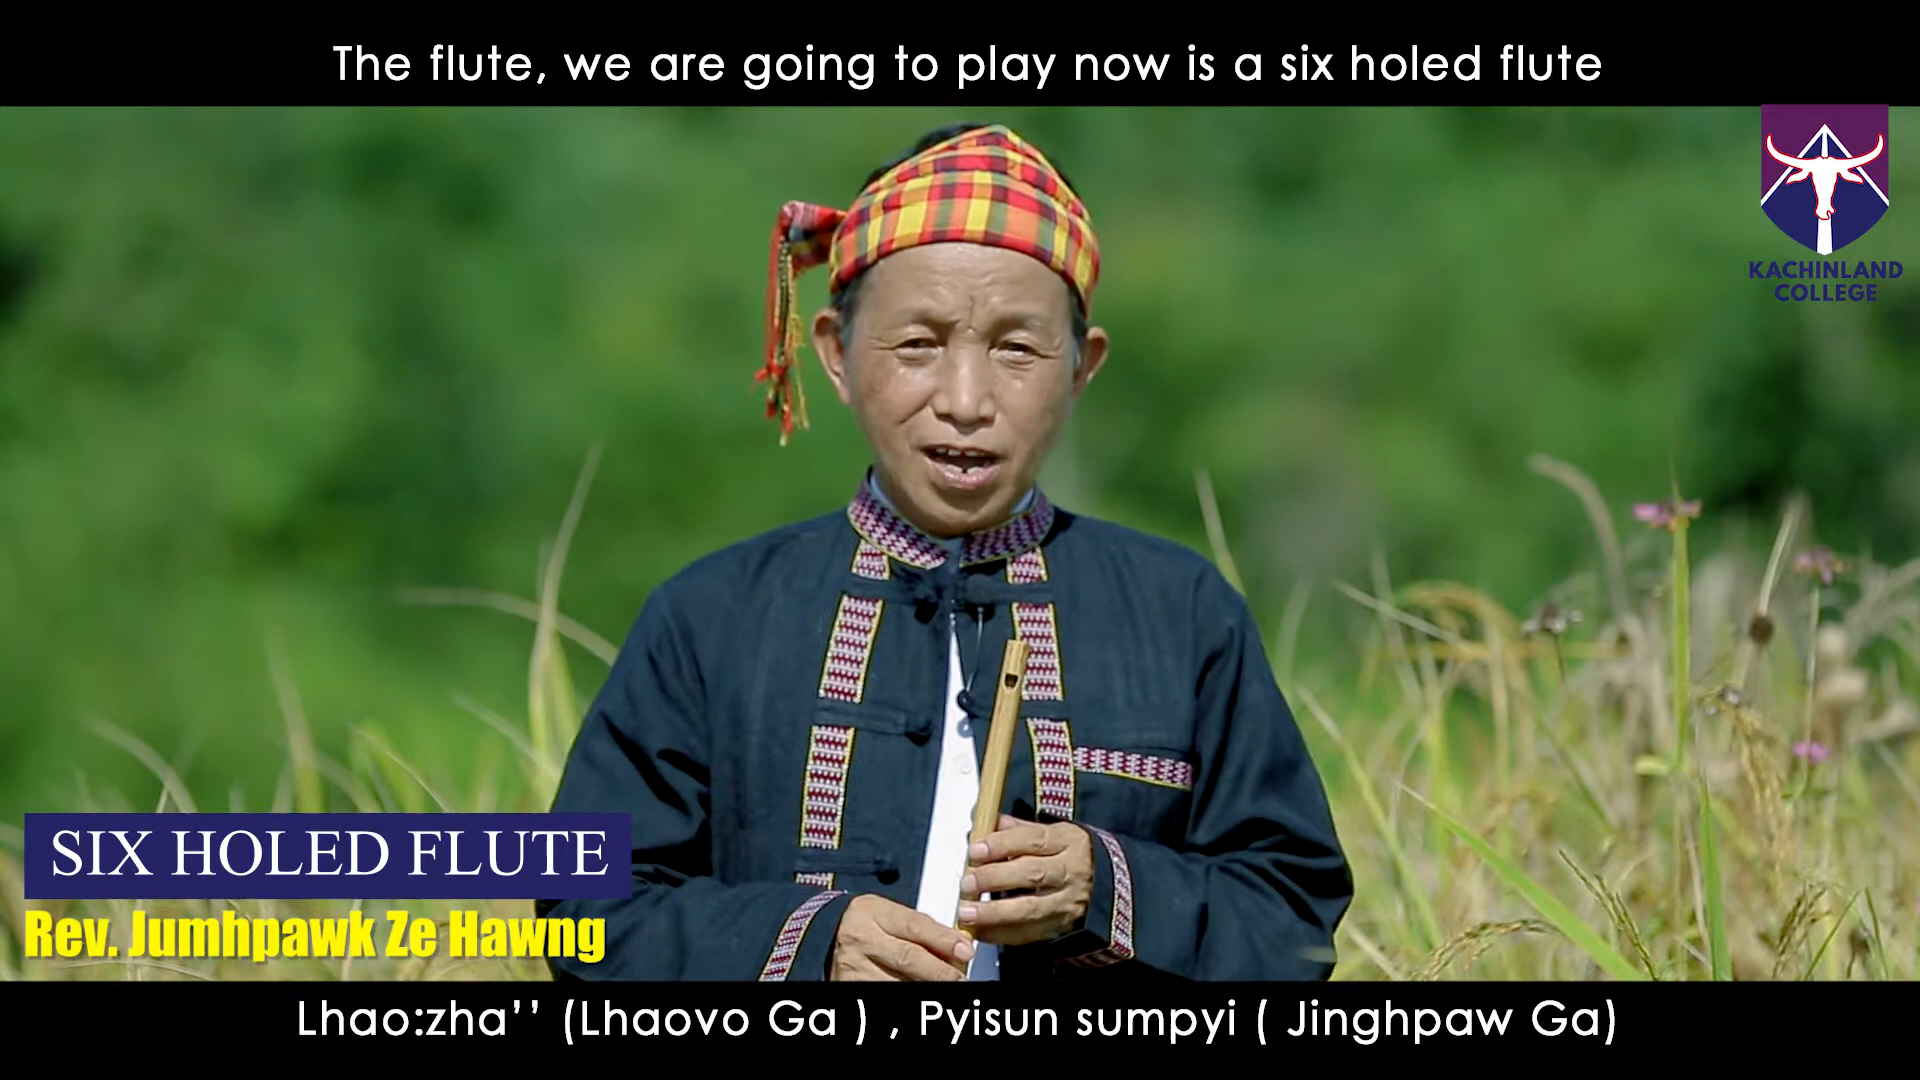 The flute, we are going to play now is a six holed flute
KACHINLAND
COLLEGE
SIX HOLED FLUTE
Rev. Jumhpawk Ze Hawng
Lhao:zha’’ (Lhaovo Ga ) , Pyisun sumpyi ( Jinghpaw Ga)